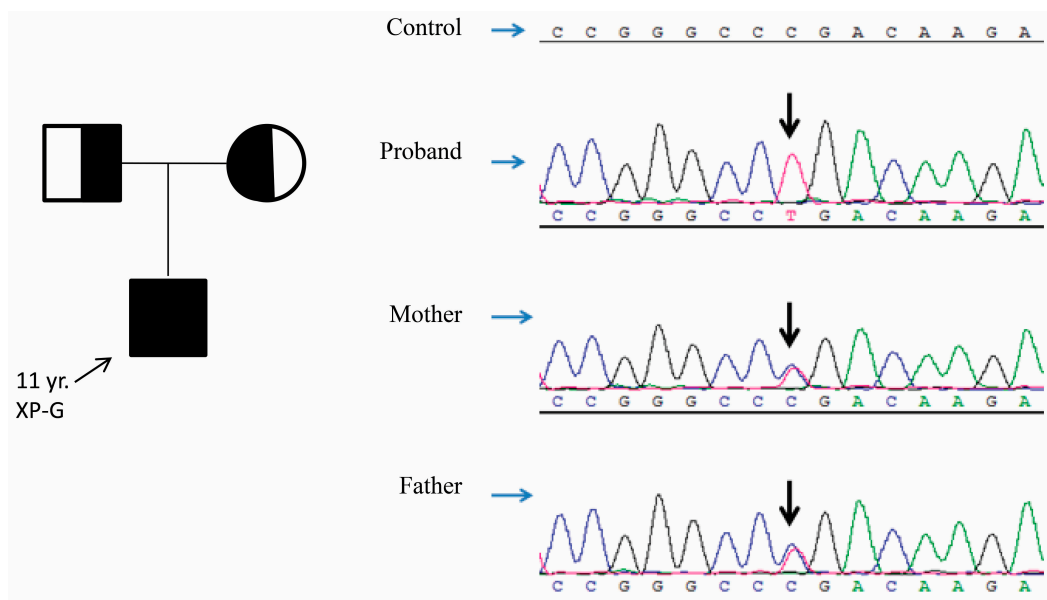 Control
C C G G G C C C G A C A A G A
Proband
C C G G G C C T G A C A A G A
Mother
C C G G G C C C G A C A A G A
11 yr.
XP-G
Father
C C G G G C C C G A C A A G A